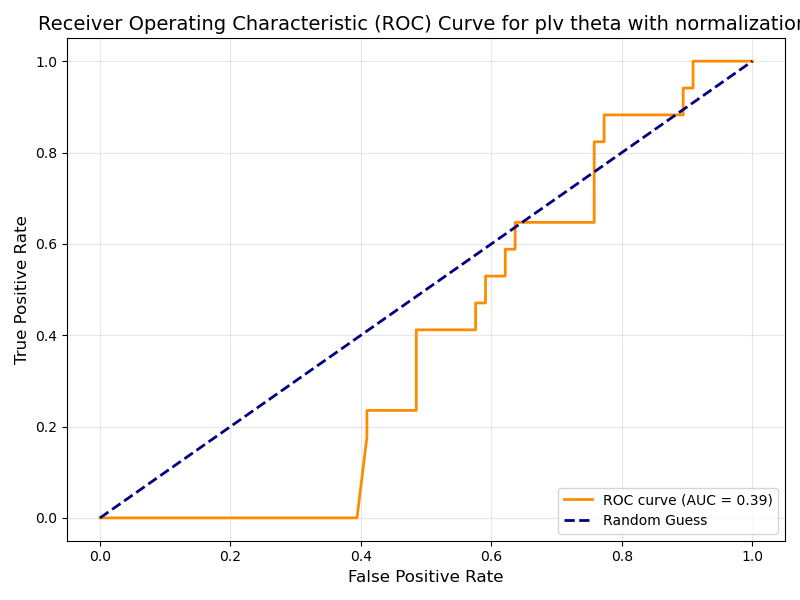 Receiver Operating Characteristic (ROC) Curve for plv theta with normalization
1.0
0.8
0.6
0.4
0.2
0.0
True Positive Rate
ROC curve (AUC = 0.39)
Random Guess
0.0 0.2 0.4 0.6 0.8 1.0
False Positive Rate